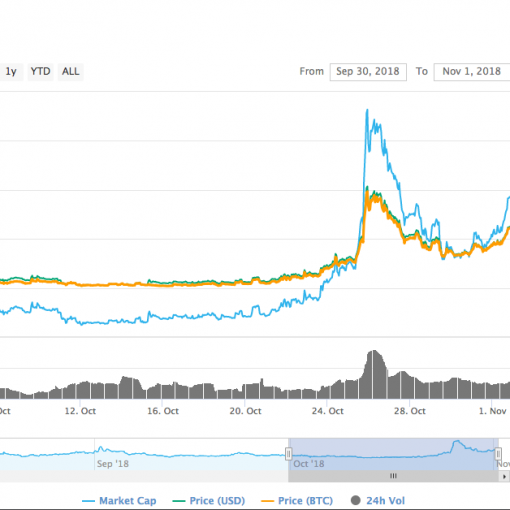 1y YTD ALL From Sep 30, 2018 To Nov 1, 2018
Oct 12. Oct 16. Oct 20. Oct 24. Oct 28. Oct 1. Nov
Sep '18 Oct '18 Nov
Market Cap Price (USD) Price (BTC) 24h Vol